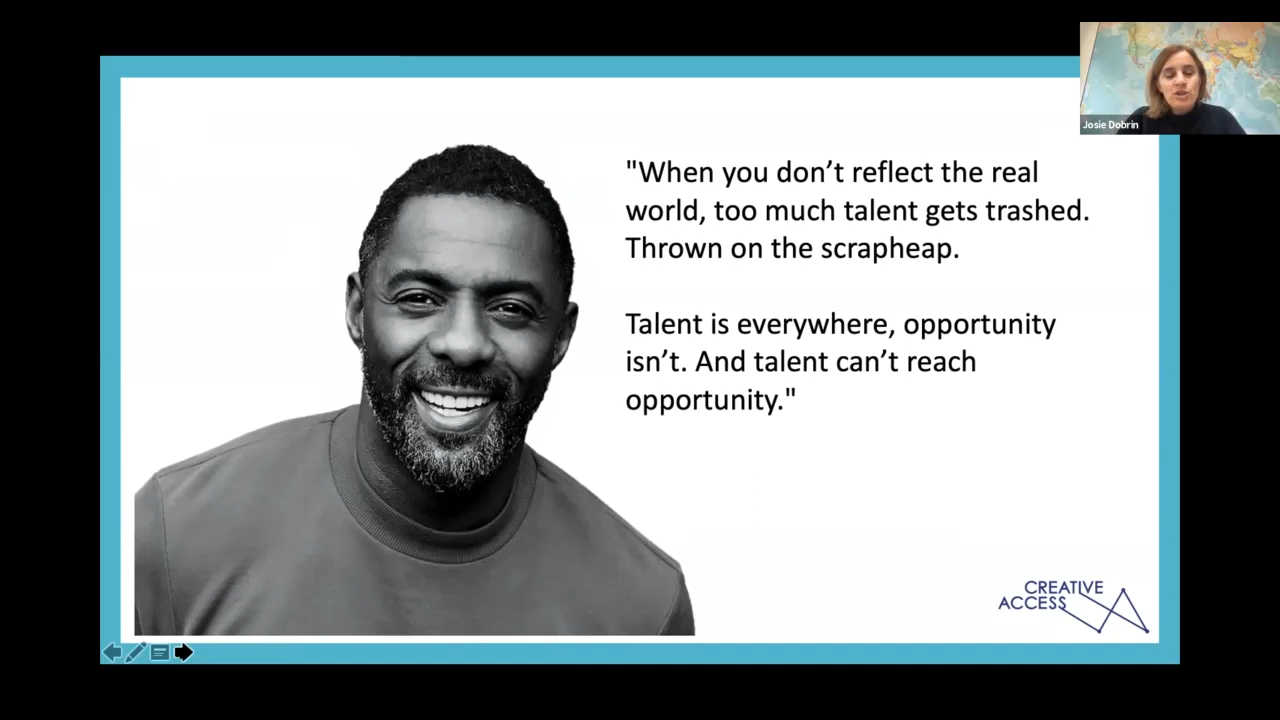 Josie Dobrin
"When you don’t reflect the real
world, too much talent gets trashed.
Thrown on the scrapheap.
Talent is everywhere, opportunity
isn’t. And talent can’t reach
opportunity."
CREATIVE
ACCESS